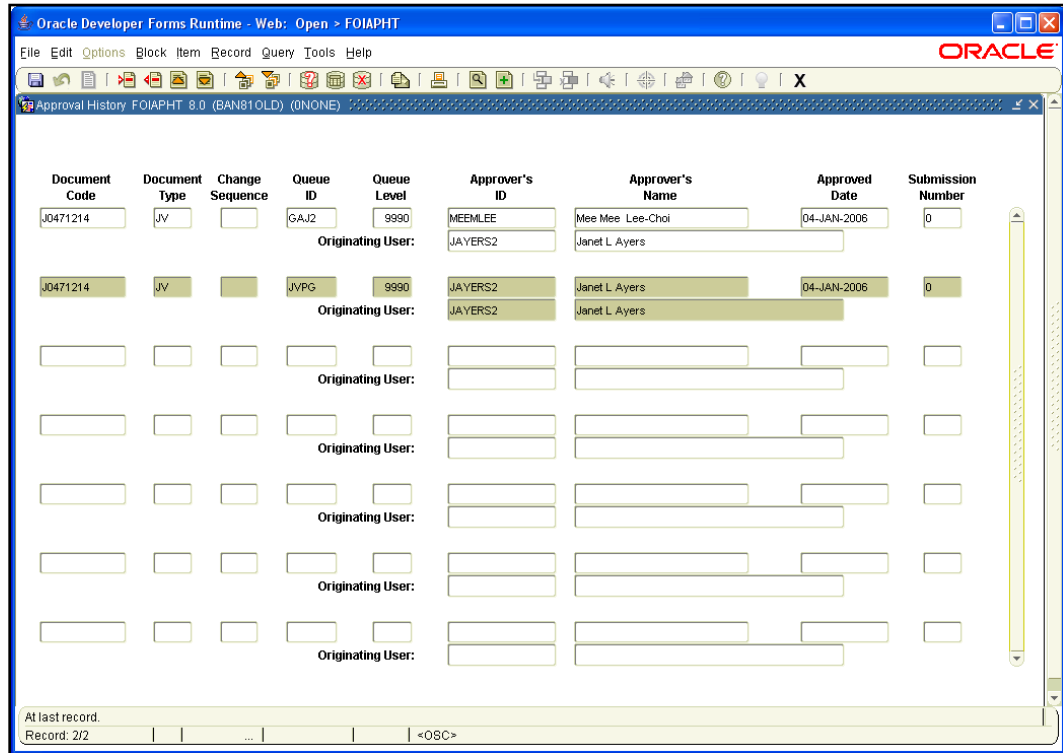 Oracle Developer Forms Runtime - Web: Open > FOIAPHT
File Edit Options Block Item Record Query Tools Help
ORACLE
X
Approval History FOIAPHT 8.0 (BAN81OLD) (0NONE)
Document Code Document Type Change Sequence Queue ID Queue Level Approver's ID Approver's Name Approved Date Submission Number
J0471214 JV GAJ2 9990 MEEMLEE Mee Mee Lee-Choi 04-JAN-2006 0
Originating User: JAYERS2 Janet L Ayers
J0471214 JV JVPG 9990 JAYERS2 Janet L Ayers 04-JAN-2006 0
Originating User: JAYERS2 Janet L Ayers
Originating User:
Originating User:
Originating User:
Originating User:
Originating User:
At last record.
Record: 2/2 ... <OSC>